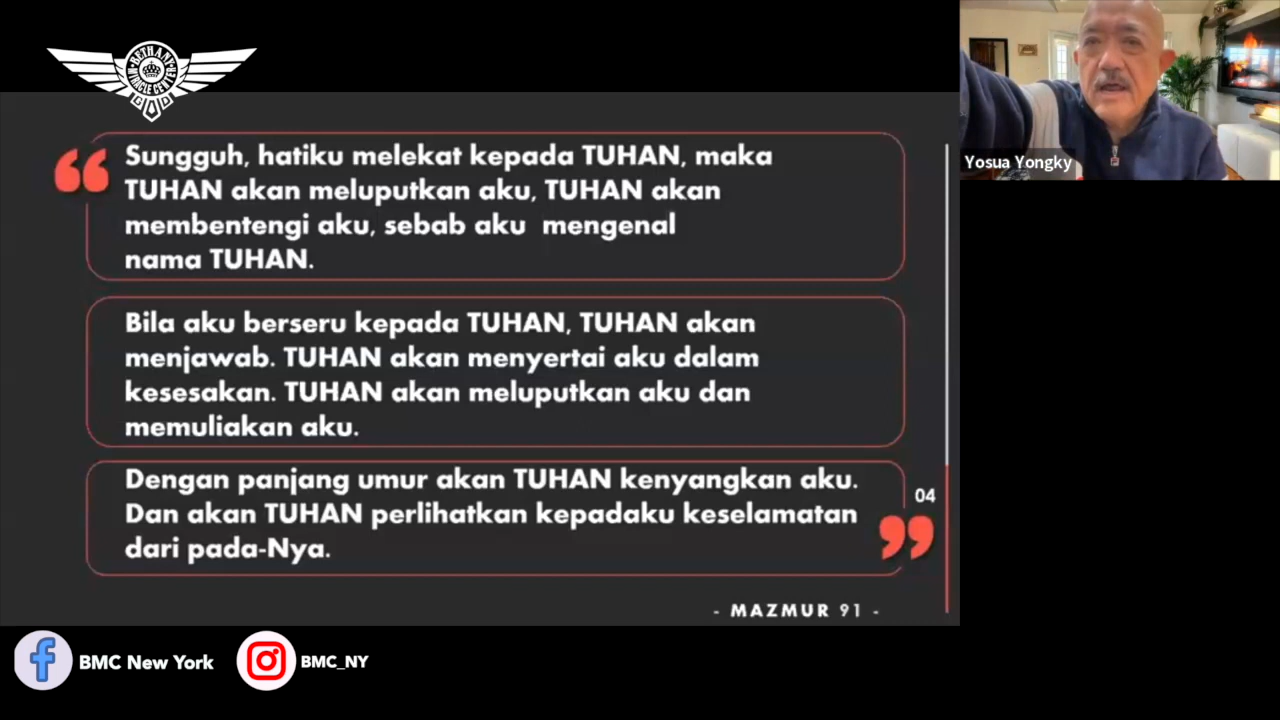 BETHANY
MIRACLE CENTER
Sungguh, hatiku melekat kepada TUHAN, maka
TUHAN akan meluputkan aku, TUHAN akan
membentengi aku, sebab aku  mengenal
nama TUHAN.
Bila aku berseru kepada TUHAN, TUHAN akan
menjawab. TUHAN akan menyertai aku dalam
kesesakan. TUHAN akan meluputkan aku dan
memuliakan aku.
Dengan panjang umur akan TUHAN kenyangkan aku.
Dan akan TUHAN perlihatkan kepadaku keselamatan
dari pada-Nya.
04
- MAZMUR 91 -
Yosua Yongky
BMC New York
BMC_NY